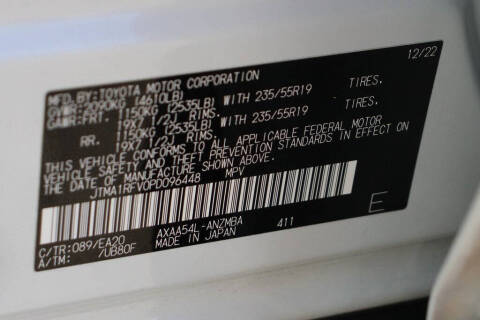 MFD. BY:TOYOTA MOTOR CORPORATION 12/22
GVWR:2090KG (4610LB)
GAWR:FRT. 1150KG (2535LB) WITH 235/55R19 TIRES.
19X7 1/2J RIMS.
RR. 1150KG (2535LB) WITH 235/55R19 TIRES.
19X7 1/2J RIMS.
THIS VEHICLE CONFORMS TO ALL APPLICABLE FEDERAL MOTOR
VEHICLE SAFETY AND THEFT PREVENTION STANDARDS IN EFFECT ON
THE DATE OF MANUFACTURE SHOWN ABOVE.
JTMA1RFV0PD096448 MPV
C/TR:089/EA20 AXAA54L-ANZMBA 411 E
A/TM: /UB80F MADE IN JAPAN